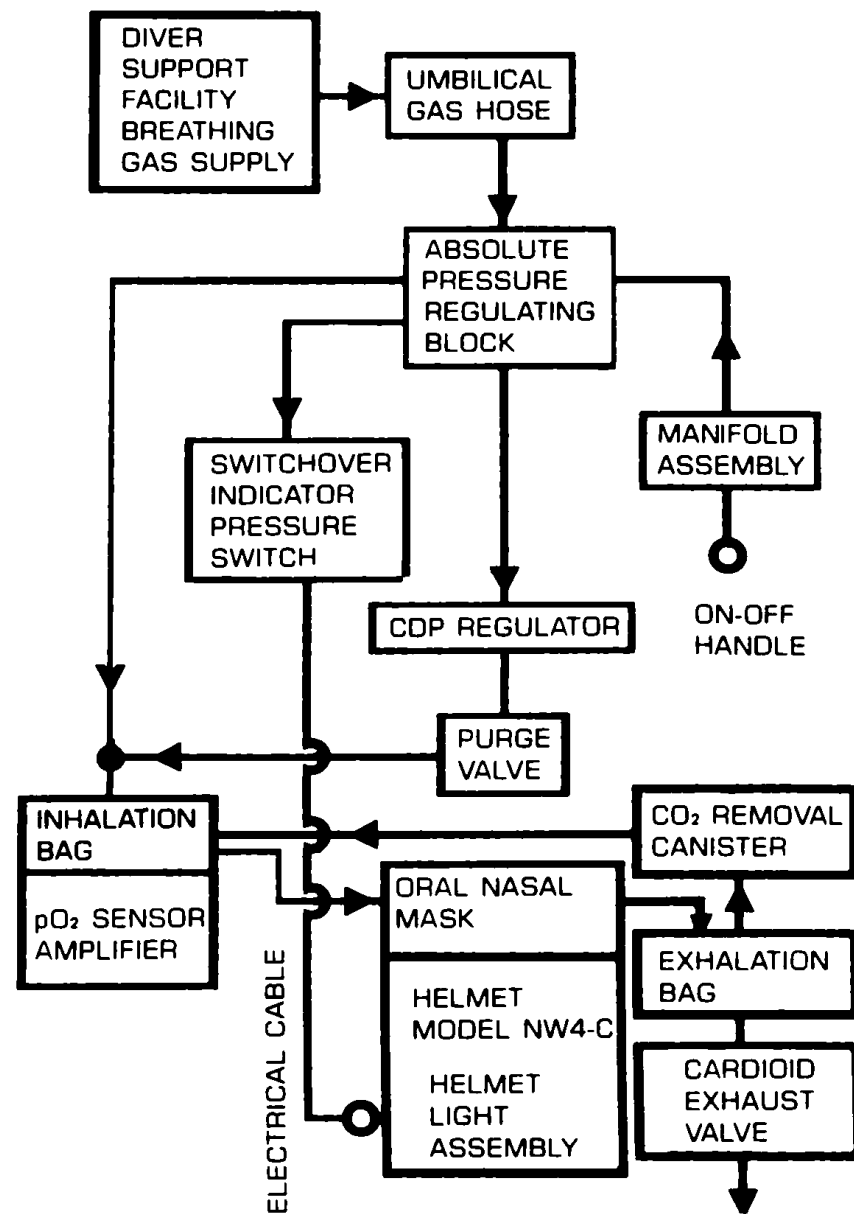 DIVER
SUPPORT
FACILITY
BREATHING
GAS SUPPLY
UMBILICAL
GAS HOSE
ABSOLUTE
PRESSURE
REGULATING
BLOCK
SWITCHOVER
INDICATOR
PRESSURE
SWITCH
MANIFOLD
ASSEMBLY
ON-OFF
HANDLE
CDP REGULATOR
PURGE
VALVE
INHALATION
BAG
pO₂ SENSOR
AMPLIFIER
CO₂ REMOVAL
CANISTER
ORAL NASAL
MASK
EXHALATION
BAG
HELMET
MODEL NW4-C
HELMET
LIGHT
ASSEMBLY
CARDIOID
EXHAUST
VALVE
ELECTRICAL CABLE